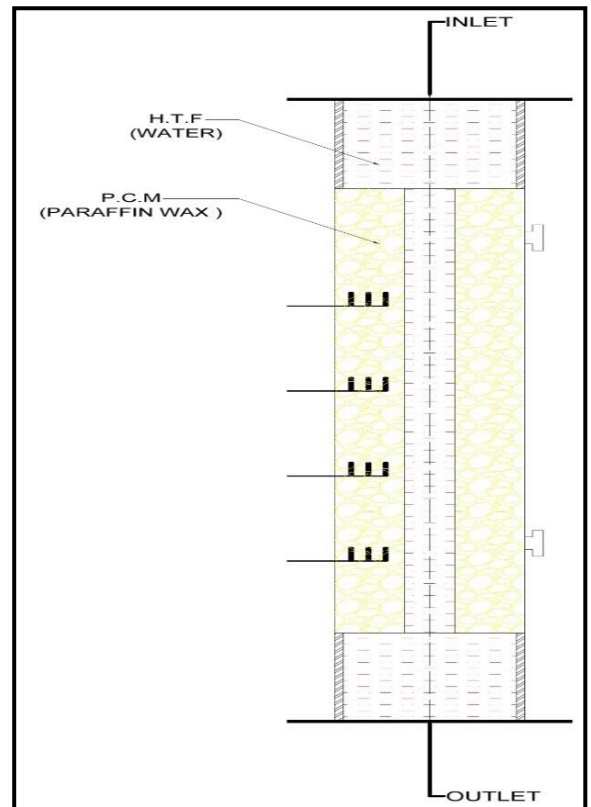 INLET
H.T.F
(WATER)
P.C.M
(PARAFFIN WAX )
OUTLET